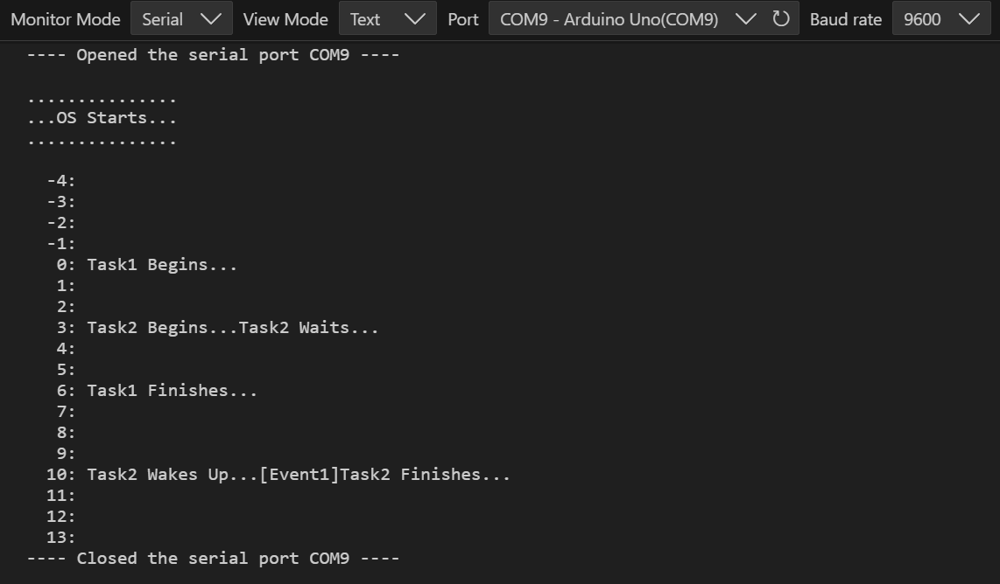 Monitor Mode Serial View Mode Text Port COM9 - Arduino Uno(COM9) Baud rate 9600
---- Opened the serial port COM9 ----
...............
...OS Starts...
...............
-4:
-3:
-2:
-1:
0: Task1 Begins...
1:
2:
3: Task2 Begins...Task2 Waits...
4:
5:
6: Task1 Finishes...
7:
8:
9:
10: Task2 Wakes Up...[Event1]Task2 Finishes...
11:
12:
13:
---- Closed the serial port COM9 ----